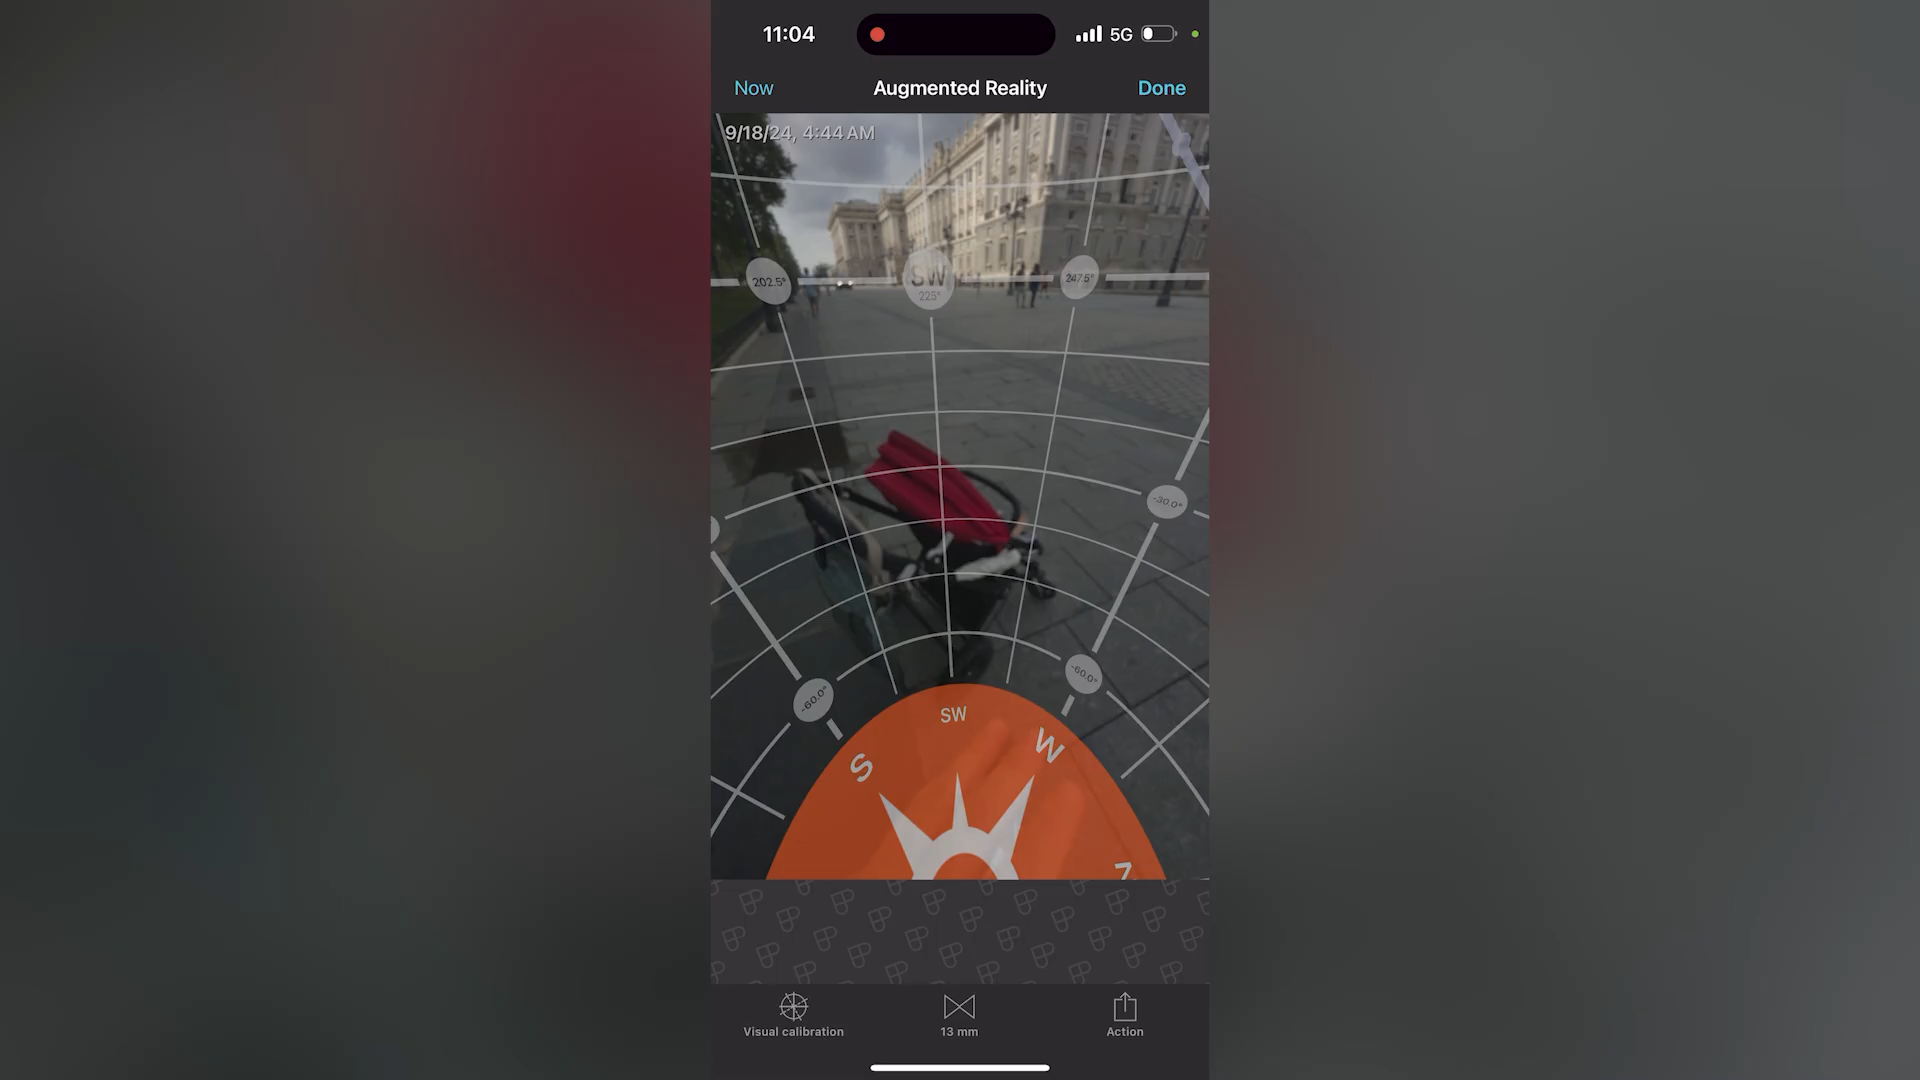 11:04
5G
Now
Augmented Reality
Done
9/18/24, 4:44 AM
202.5°
SW
225°
247.5°
-30.0°
-60.0°
-60.0°
SW
S
W
Visual calibration
13 mm
Action